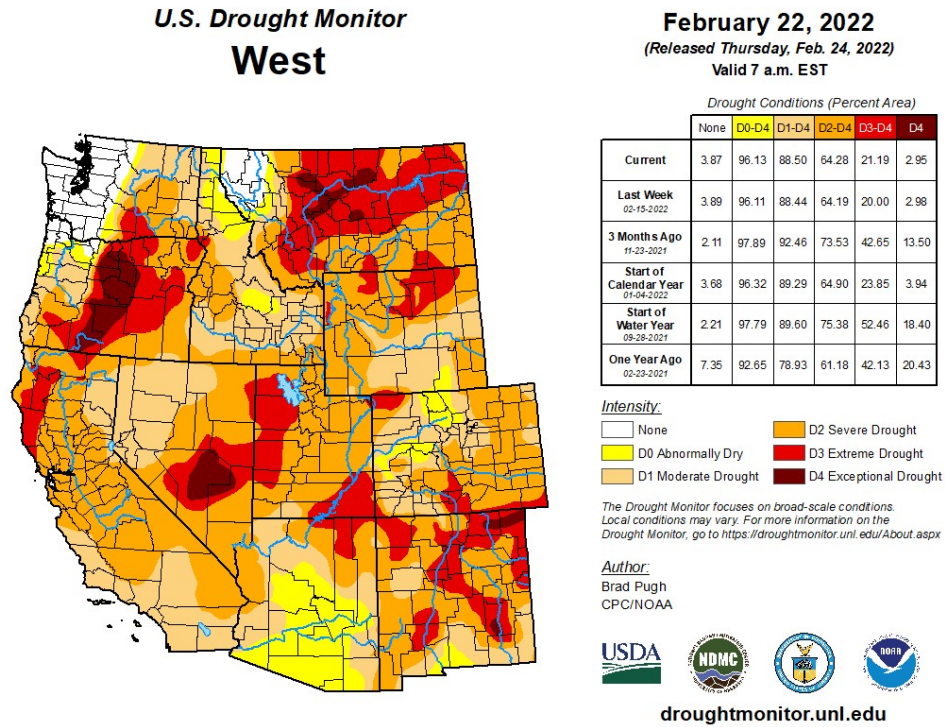 U.S. Drought Monitor
West
February 22, 2022
(Released Thursday, Feb. 24, 2022)
Valid 7 a.m. EST
Drought Conditions (Percent Area)
None D0-D4 D1-D4 D2-D4 D3-D4 D4
Current 3.87 96.13 88.50 64.28 21.19 2.95
Last Week
02-15-2022 3.89 96.11 88.44 64.19 20.00 2.98
3 Months Ago
11-23-2021 2.11 97.89 92.46 73.53 42.65 13.50
Start of
Calendar Year
01-04-2022 3.68 96.32 89.29 64.90 23.85 3.94
Start of
Water Year
09-28-2021 2.21 97.79 89.60 75.38 52.46 18.40
One Year Ago
02-23-2021 7.35 92.65 78.93 61.18 42.13 20.43
Intensity:
None
D0 Abnormally Dry
D1 Moderate Drought
D2 Severe Drought
D3 Extreme Drought
D4 Exceptional Drought
The Drought Monitor focuses on broad-scale conditions.
Local conditions may vary. For more information on the
Drought Monitor, go to https://droughtmonitor.unl.edu/About.aspx
Author:
Brad Pugh
CPC/NOAA
USDA
NDMC
NOAA
droughtmonitor.unl.edu